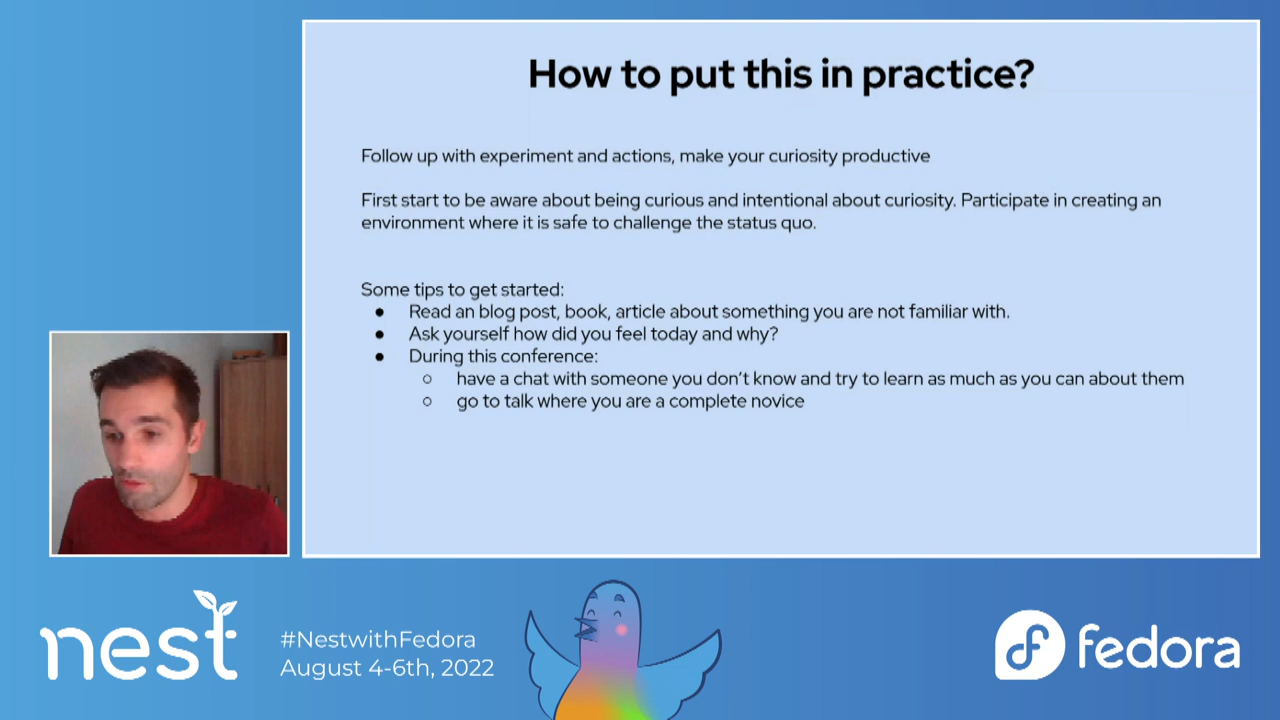 How to put this in practice?
Follow up with experiment and actions, make your curiosity productive
First start to be aware about being curious and intentional about curiosity. Participate in creating an
environment where it is safe to challenge the status quo.
Some tips to get started:
● Read an blog post, book, article about something you are not familiar with.
● Ask yourself how did you feel today and why?
● During this conference:
○ have a chat with someone you don't know and try to learn as much as you can about them
○ go to talk where you are a complete novice
nest
#NestwithFedora
August 4-6th, 2022
fedora